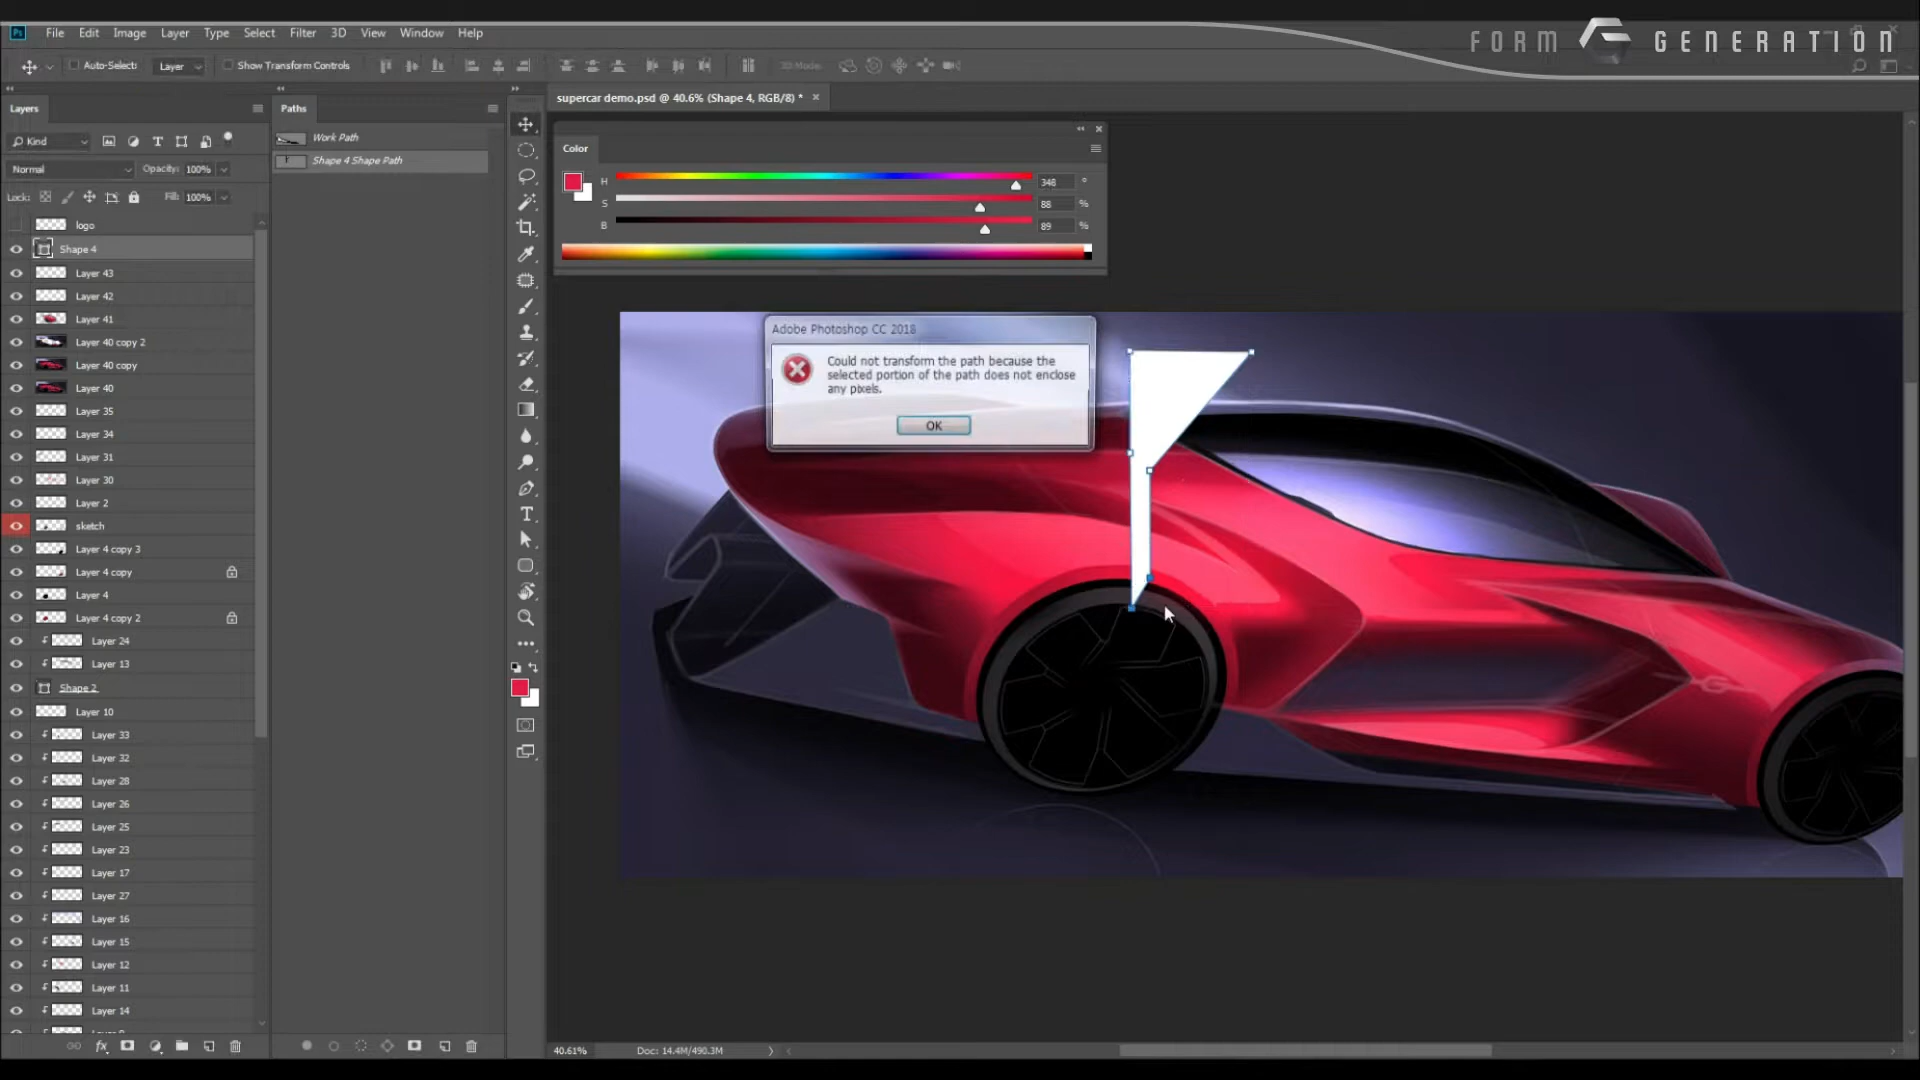 FORM GENERATION
Ps File Edit Image Layer Type Select Filter 3D View Window Help
Auto-Select: Layer Show Transform Controls 3D Mode:
Layers
Paths
supercar demo.psd @ 40.6% (Shape 4, RGB/8) *
Kind
Work Path
Shape 4 Shape Path
Normal Opacity: 100%
Lock: Fill: 100%
Color
H 348 °
S 88 %
B 89 %
logo
Shape 4
Layer 43
Layer 42
Layer 41
Layer 40 copy 2
Layer 40 copy
Layer 40
Layer 35
Layer 34
Layer 31
Layer 30
Layer 2
sketch
Layer 4 copy 3
Layer 4 copy
Layer 4
Layer 4 copy 2
Layer 24
Layer 13
Shape 2
Layer 10
Layer 33
Layer 32
Layer 28
Layer 26
Layer 25
Layer 23
Layer 17
Layer 27
Layer 16
Layer 15
Layer 12
Layer 11
Layer 14
Adobe Photoshop CC 2018
Could not transform the path because the
selected portion of the path does not enclose
any pixels.
OK
fx
40.61% Doc: 14.4M/490.3M